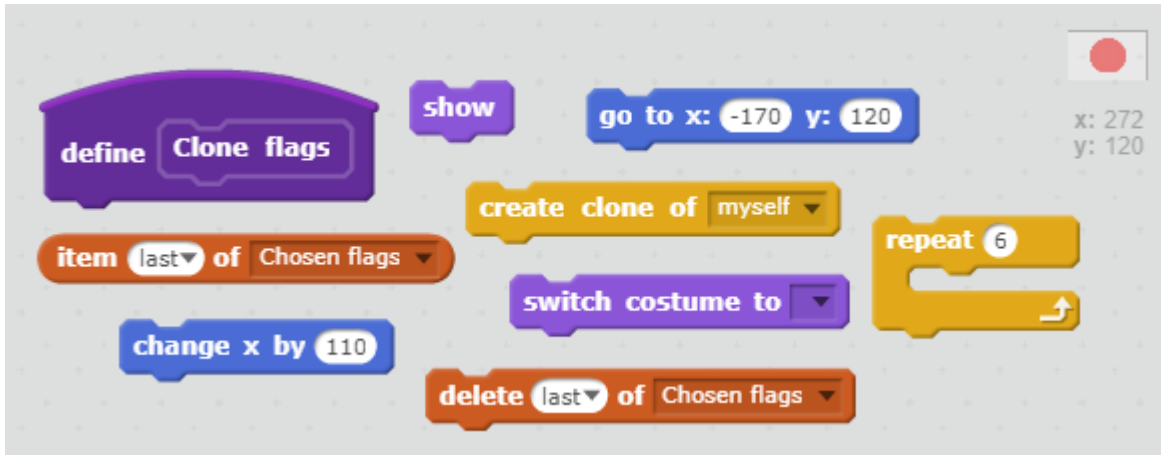 show
go to x: -170 y: 120
define Clone flags
x: 272
y: 120
create clone of myself
item last of Chosen flags
repeat 6
switch costume to
change x by 110
delete last of Chosen flags